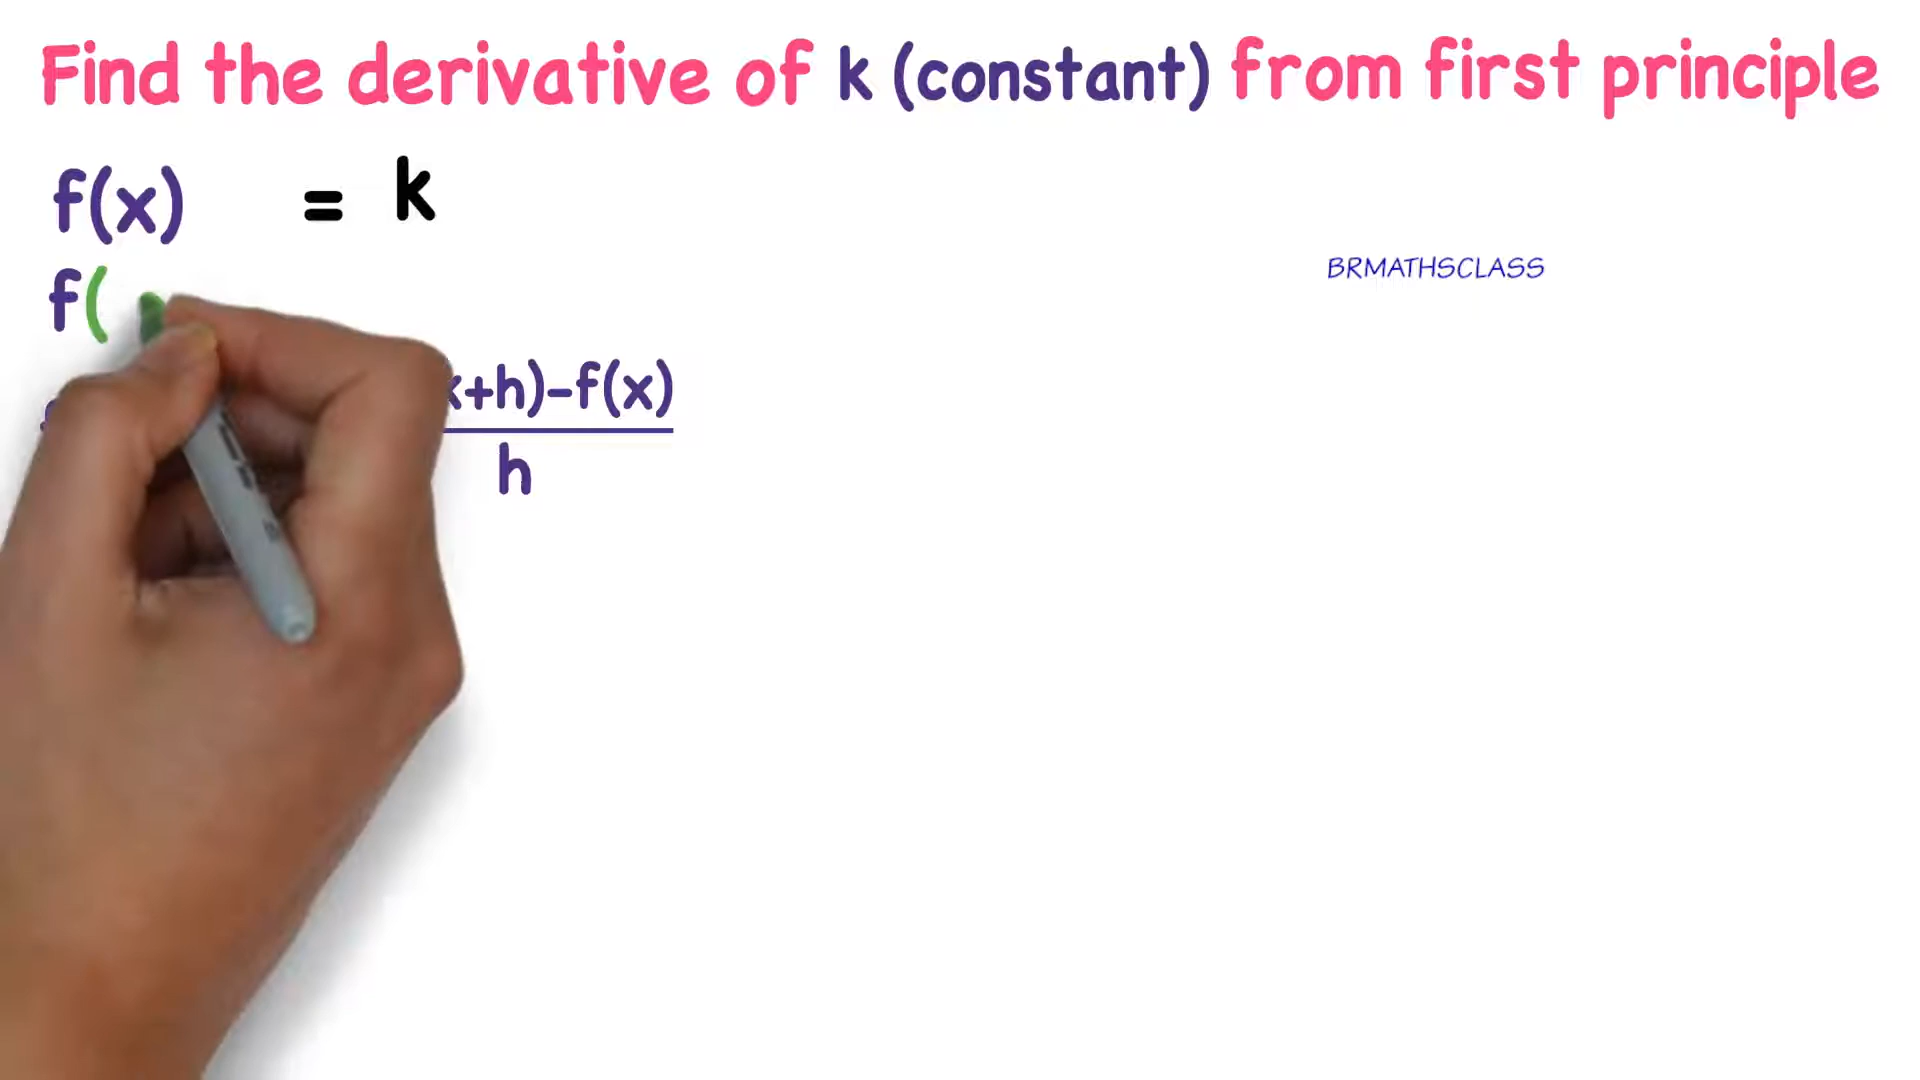 Find the derivative of k (constant) from first principle
f(x) = k
BRMATHSCLASS
f(
x+h)-f(x)
h